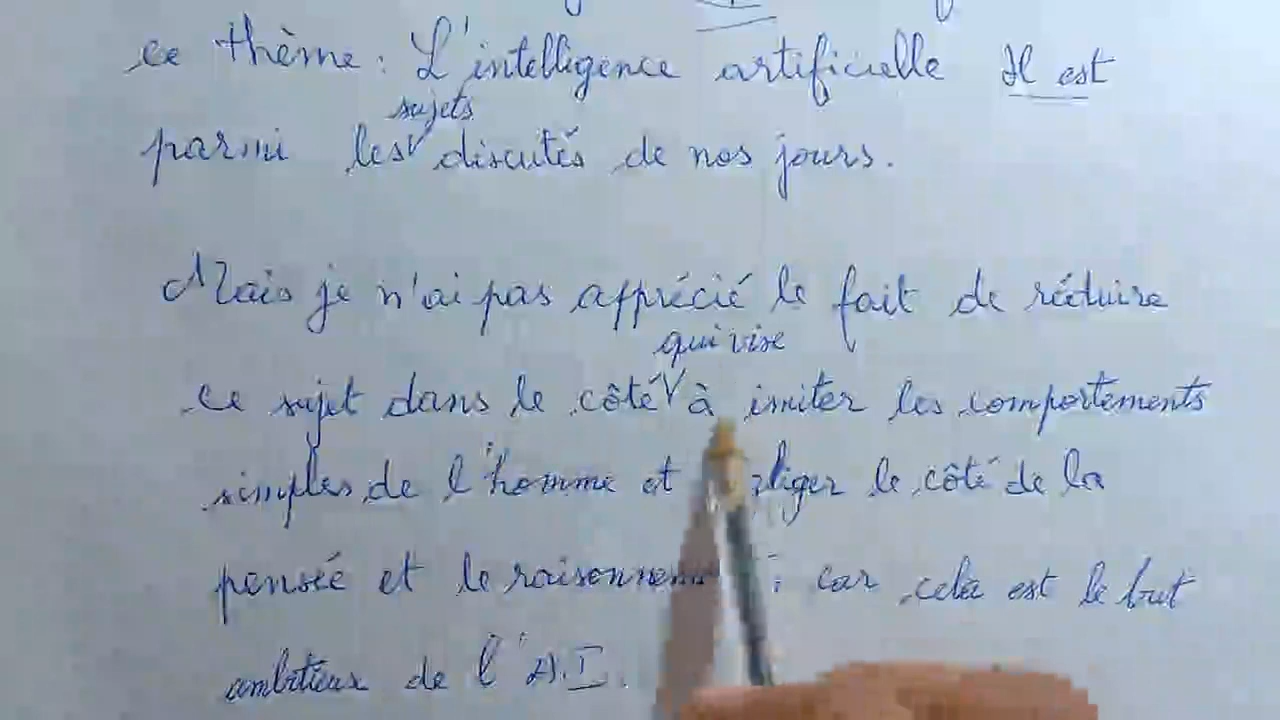 ce thème : L'intelligence artificielle Il est
sujets
parmi les discutés de nos jours.
Mais je n'ai pas apprécié le fait de réduire
qui vise
ce sujet dans le côté à imiter les comportements
simples de l'homme et le côté de la
pensée et le : car cela est le but
ambitieux de l'A.I.